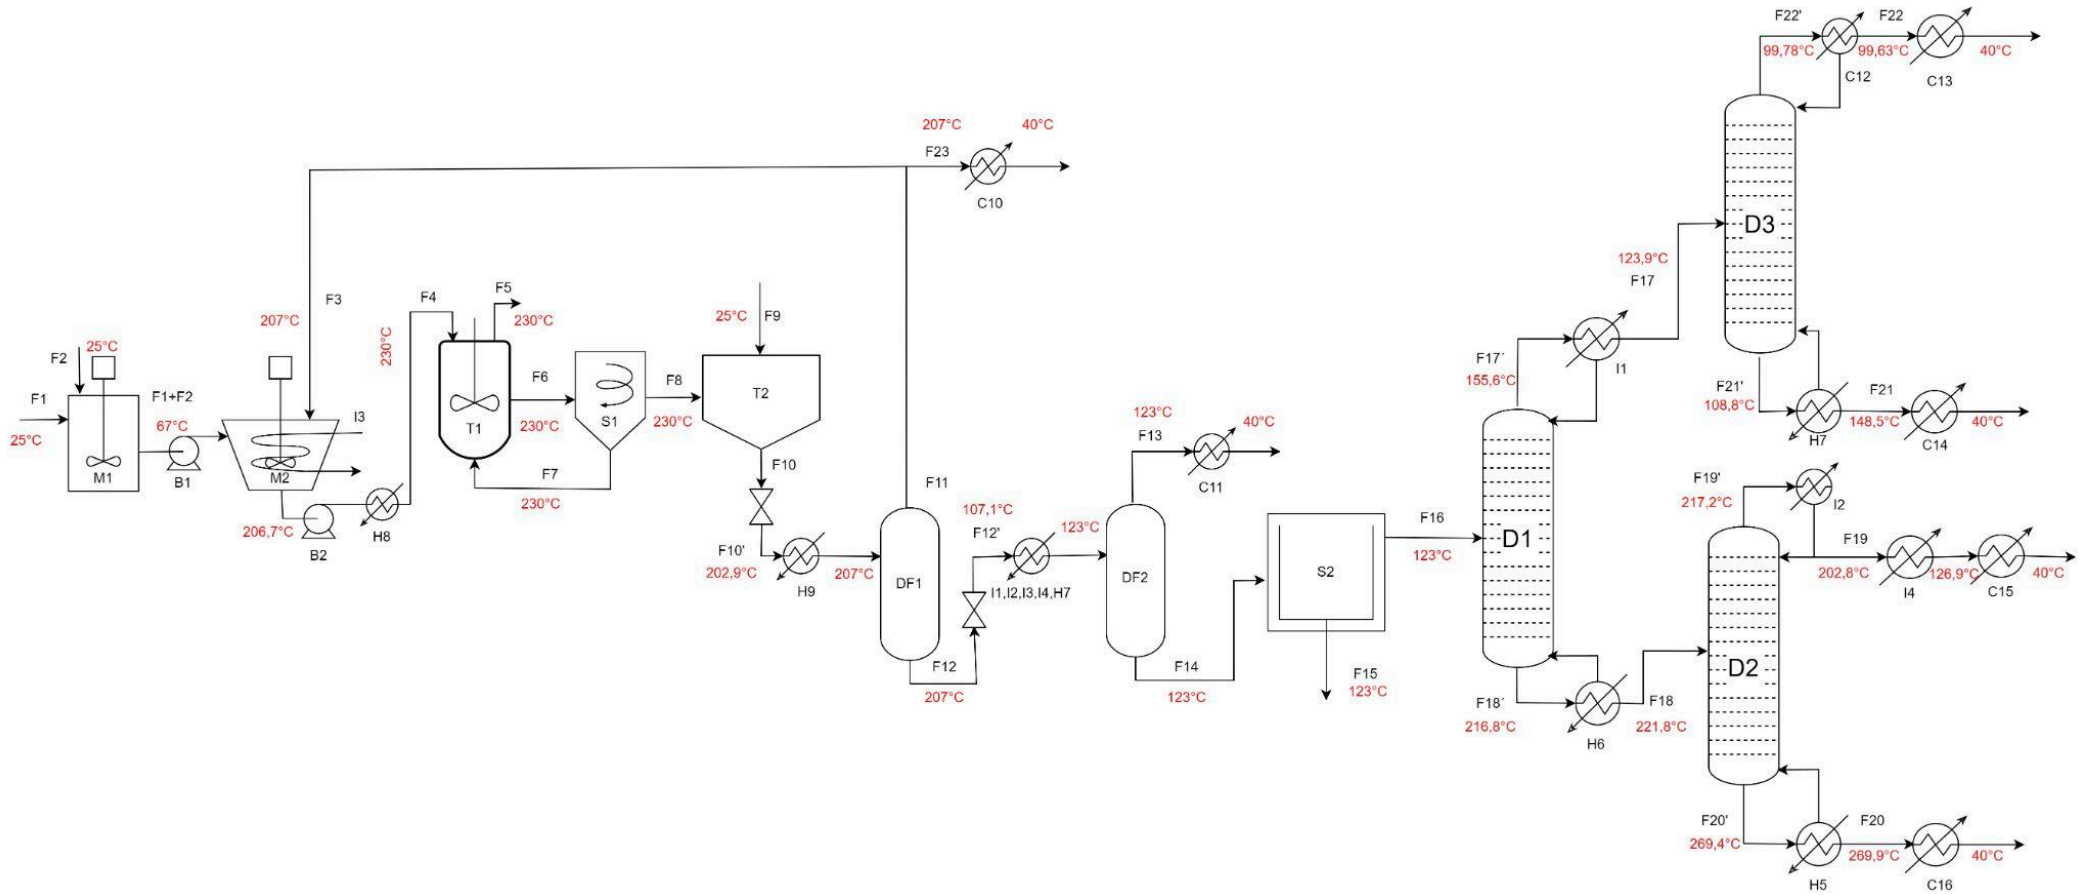 F1
25°C
F2
25°C
M1
F1+F2
67°C
B1
F3
207°C
I3
M2
206,7°C
B2
H8
230°C
F4
F5
230°C
T1
F6
230°C
F7
230°C
S1
F8
230°C
25°C
F9
T2
F10
F10'
202,9°C
H9
207°C
F11
DF1
207°C
40°C
F23
C10
F12
207°C
107,1°C
F12'
I1,I2,I3,I4,H7
123°C
DF2
123°C
F13
40°C
C11
F14
123°C
S2
F15
123°C
F16
123°C
D1
F17´
155,6°C
I1
123,9°C
F17
F18´
216,8°C
H6
F18
221,8°C
D3
F22'
99,78°C
C12
F22
99,63°C
C13
40°C
F21'
108,8°C
H7
F21
148,5°C
C14
40°C
D2
F19'
217,2°C
I2
F19
202,8°C
I4
126,9°C
C15
40°C
F20'
269,4°C
H5
F20
269,9°C
C16
40°C